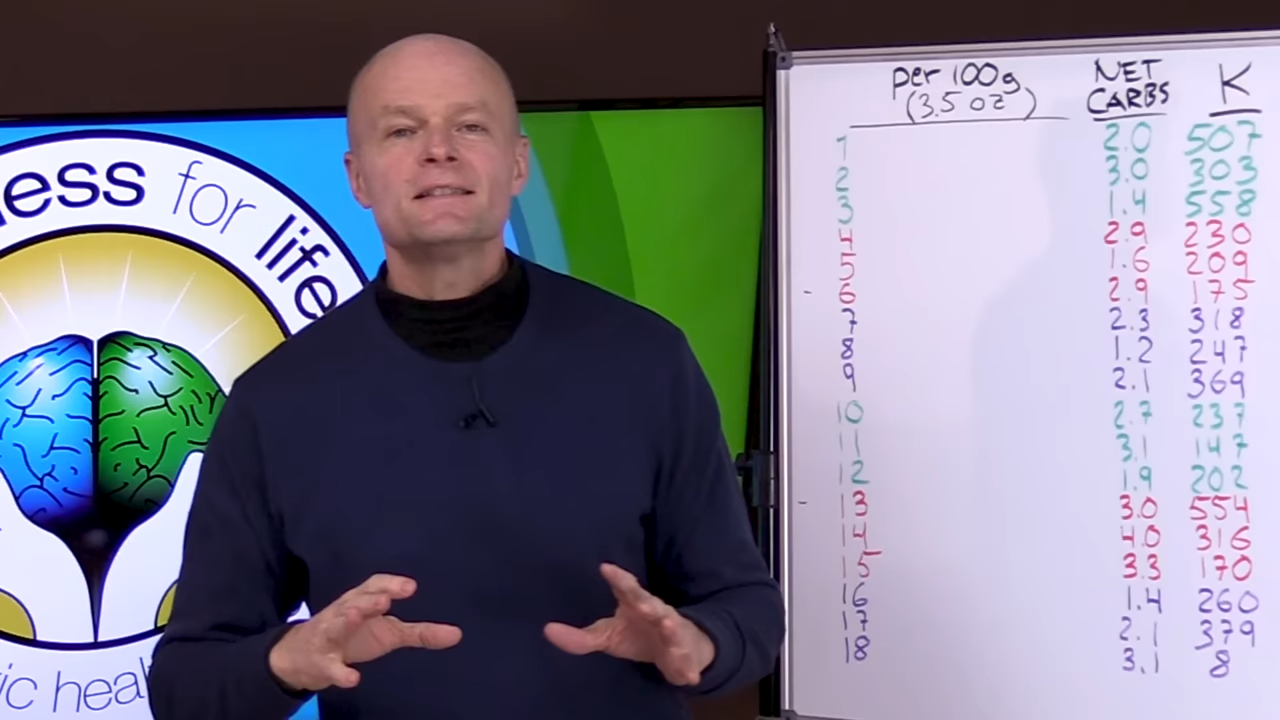 ess for life
ic heal
per 100g NET CARBS K
(3.5 oz)
1 2.0 507
2 3.0 303
3 1.4 558
4 2.9 230
5 1.6 209
6 2.9 175
7 2.3 318
8 1.2 247
9 2.1 369
10 2.7 237
11 3.1 147
12 1.9 202
13 3.0 554
14 4.0 316
15 3.3 170
16 1.4 260
17 2.1 379
18 3.1 8